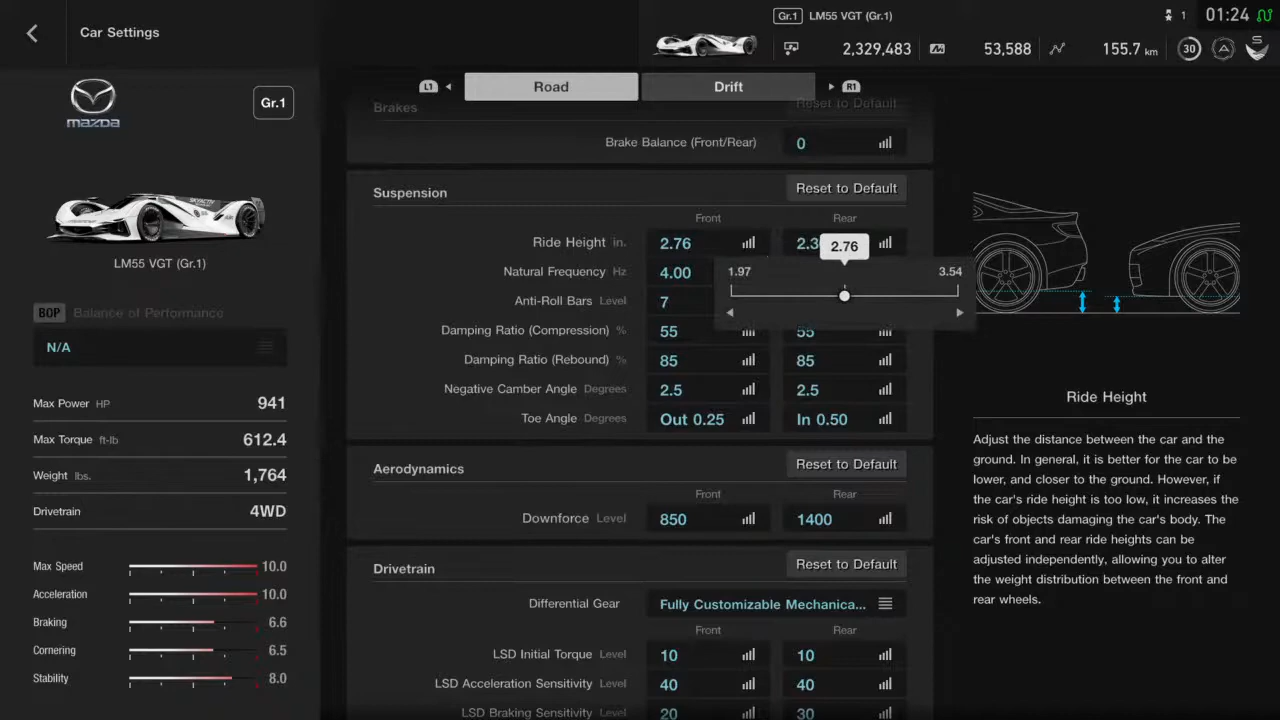 Car Settings
Gr.1 LM55 VGT (Gr.1)
1 01:24
2,329,483 53,588 155.7 km 30 A S
L1 Road Drift R1
mazda
Gr.1
LM55 VGT (Gr.1)
BOP Balance of Performance
N/A
Max Power HP 941
Max Torque ft-lb 612.4
Weight lbs. 1,764
Drivetrain 4WD
Max Speed 10.0
Acceleration 10.0
Braking 6.6
Cornering 6.5
Stability 8.0
Brakes Reset to Default
Brake Balance (Front/Rear) 0
Suspension Reset to Default
Front Rear
Ride Height in. 2.76 2.3
2.76
Natural Frequency Hz 4.00
1.97 3.54
Anti-Roll Bars Level 7
Damping Ratio (Compression) % 55 55
Damping Ratio (Rebound) % 85 85
Negative Camber Angle Degrees 2.5 2.5
Toe Angle Degrees Out 0.25 In 0.50
Aerodynamics Reset to Default
Front Rear
Downforce Level 850 1400
Drivetrain Reset to Default
Differential Gear Fully Customizable Mechanica...
Front Rear
LSD Initial Torque Level 10 10
LSD Acceleration Sensitivity Level 40 40
LSD Braking Sensitivity Level 20 30
Ride Height
Adjust the distance between the car and the
ground. In general, it is better for the car to be
lower, and closer to the ground. However, if
the car's ride height is too low, it increases the
risk of objects damaging the car's body. The
car's front and rear ride heights can be
adjusted independently, allowing you to alter
the weight distribution between the front and
rear wheels.